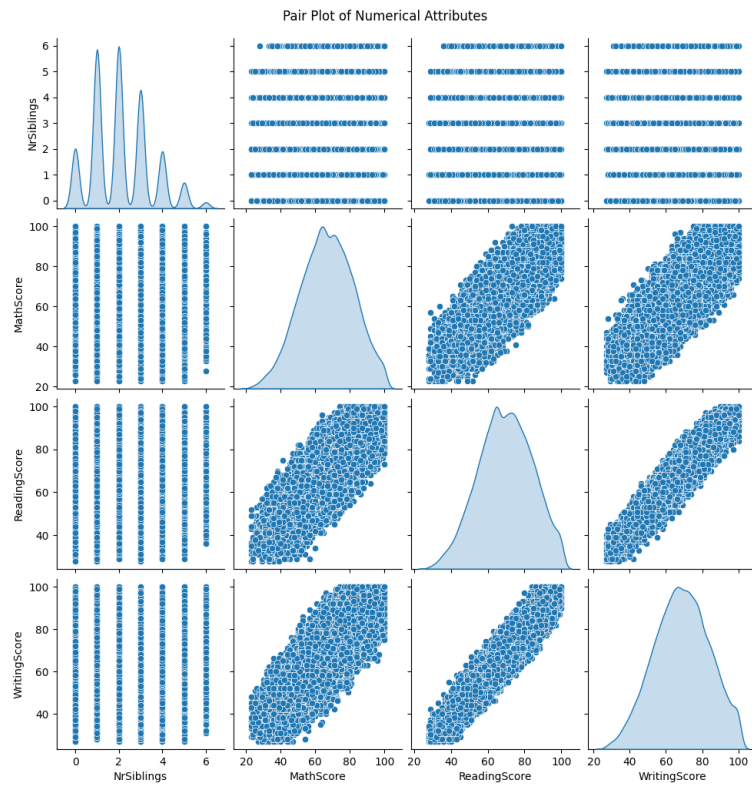 Pair Plot of Numerical Attributes
NrSiblings
6
5
4
3
2
1
0
MathScore
100
80
60
40
20
ReadingScore
100
80
60
40
WritingScore
100
80
60
40
0 2 4 6 20 40 60 80 100 20 40 60 80 100 20 40 60 80 100
NrSiblings MathScore ReadingScore WritingScore